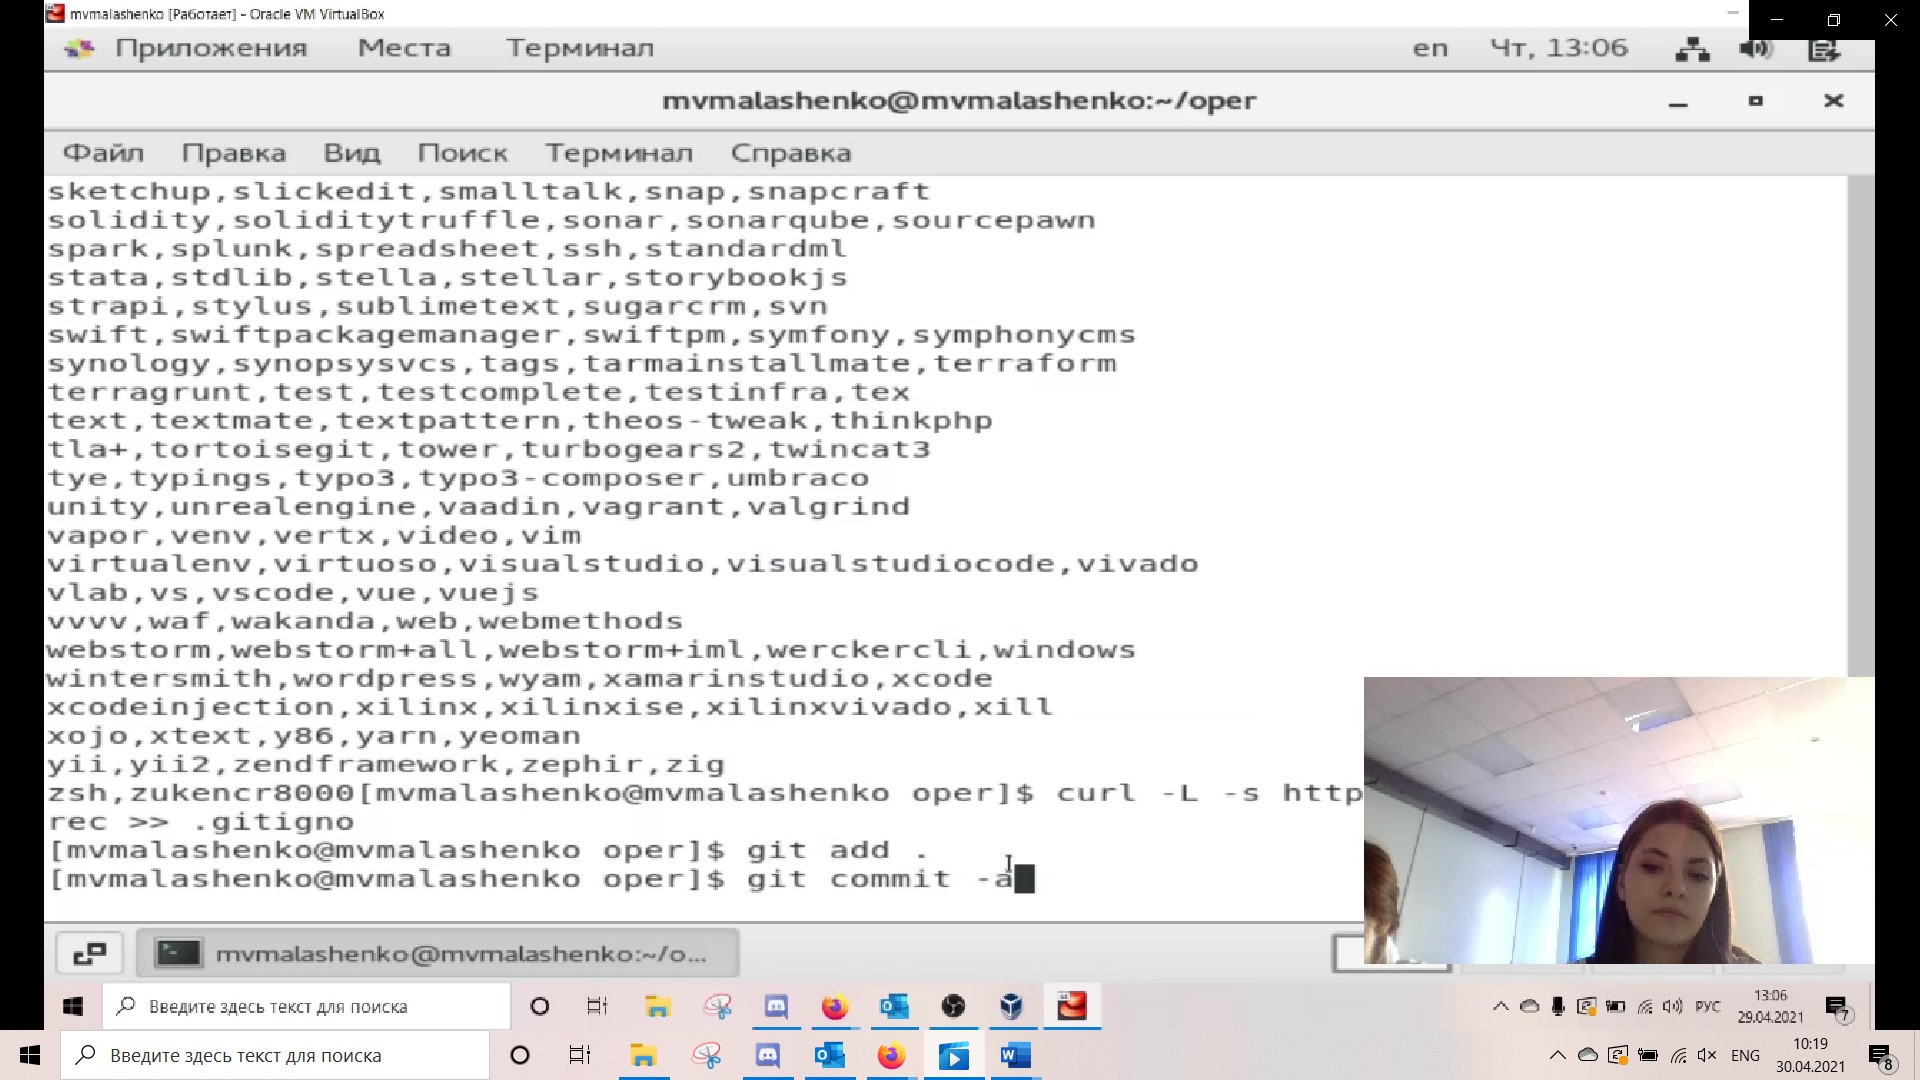 mvmalashenko [Работает] - Oracle VM VirtualBox
Приложения Места Терминал en Чт, 13:06
mvmalashenko@mvmalashenko:~/oper
Файл Правка Вид Поиск Терминал Справка
sketchup,slickedit,smalltalk,snap,snapcraft
solidity,soliditytruffle,sonar,sonarqube,sourcepawn
spark,splunk,spreadsheet,ssh,standardml
stata,stdlib,stella,stellar,storybookjs
strapi,stylus,sublimetext,sugarcrm,svn
swift,swiftpackagemanager,swiftpm,symfony,symphonycms
synology,synopsysvcs,tags,tarmainstallmate,terraform
terragrunt,test,testcomplete,testinfra,tex
text,textmate,textpattern,theos-tweak,thinkphp
tla+,tortoisegit,tower,turbogears2,twincat3
tye,typings,typo3,typo3-composer,umbraco
unity,unrealengine,vaadin,vagrant,valgrind
vapor,venv,vertx,video,vim
virtualenv,virtuoso,visualstudio,visualstudiocode,vivado
vlab,vs,vscode,vue,vuejs
vvvv,waf,wakanda,web,webmethods
webstorm,webstorm+all,webstorm+iml,werckercli,windows
wintersmith,wordpress,wyam,xamarinstudio,xcode
xcodeinjection,xilinx,xilinxise,xilinxvivado,xill
xojo,xtext,y86,yarn,yeoman
yii,yii2,zendframework,zephir,zig
zsh,zukencr8000[mvmalashenko@mvmalashenko oper]$ curl -L -s http
rec >> .gitigno
[mvmalashenko@mvmalashenko oper]$ git add .
[mvmalashenko@mvmalashenko oper]$ git commit -a
mvmalashenko@mvmalashenko:~/o...
Введите здесь текст для поиска РУС 13:06 29.04.2021 7
Введите здесь текст для поиска ENG 10:19 30.04.2021 8